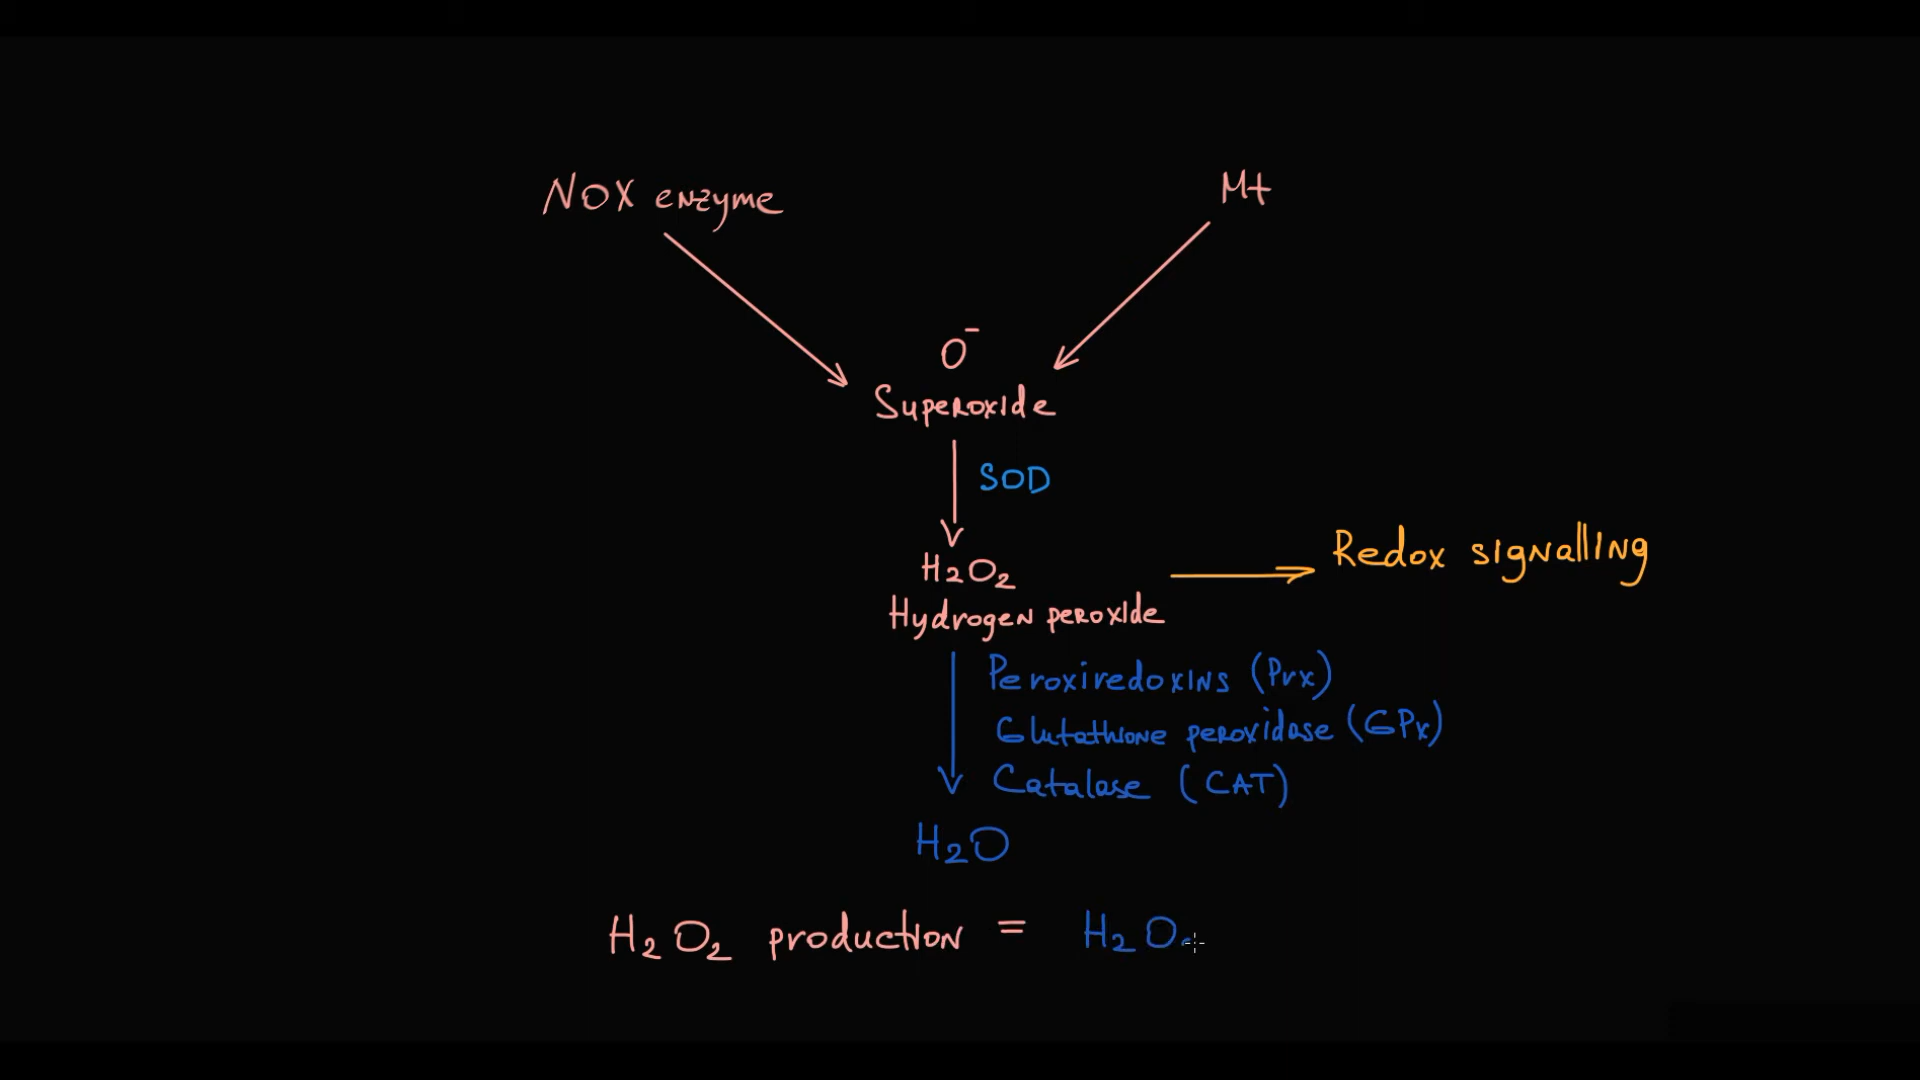 NOX enzyme
Mt
O⁻
Superoxide
SOD
H₂O₂
Redox signalling
Hydrogen peroxide
Peroxiredoxins (Prx)
Glutathione peroxidase (GPx)
Catalase (CAT)
H₂O
H₂O₂ production = H₂O